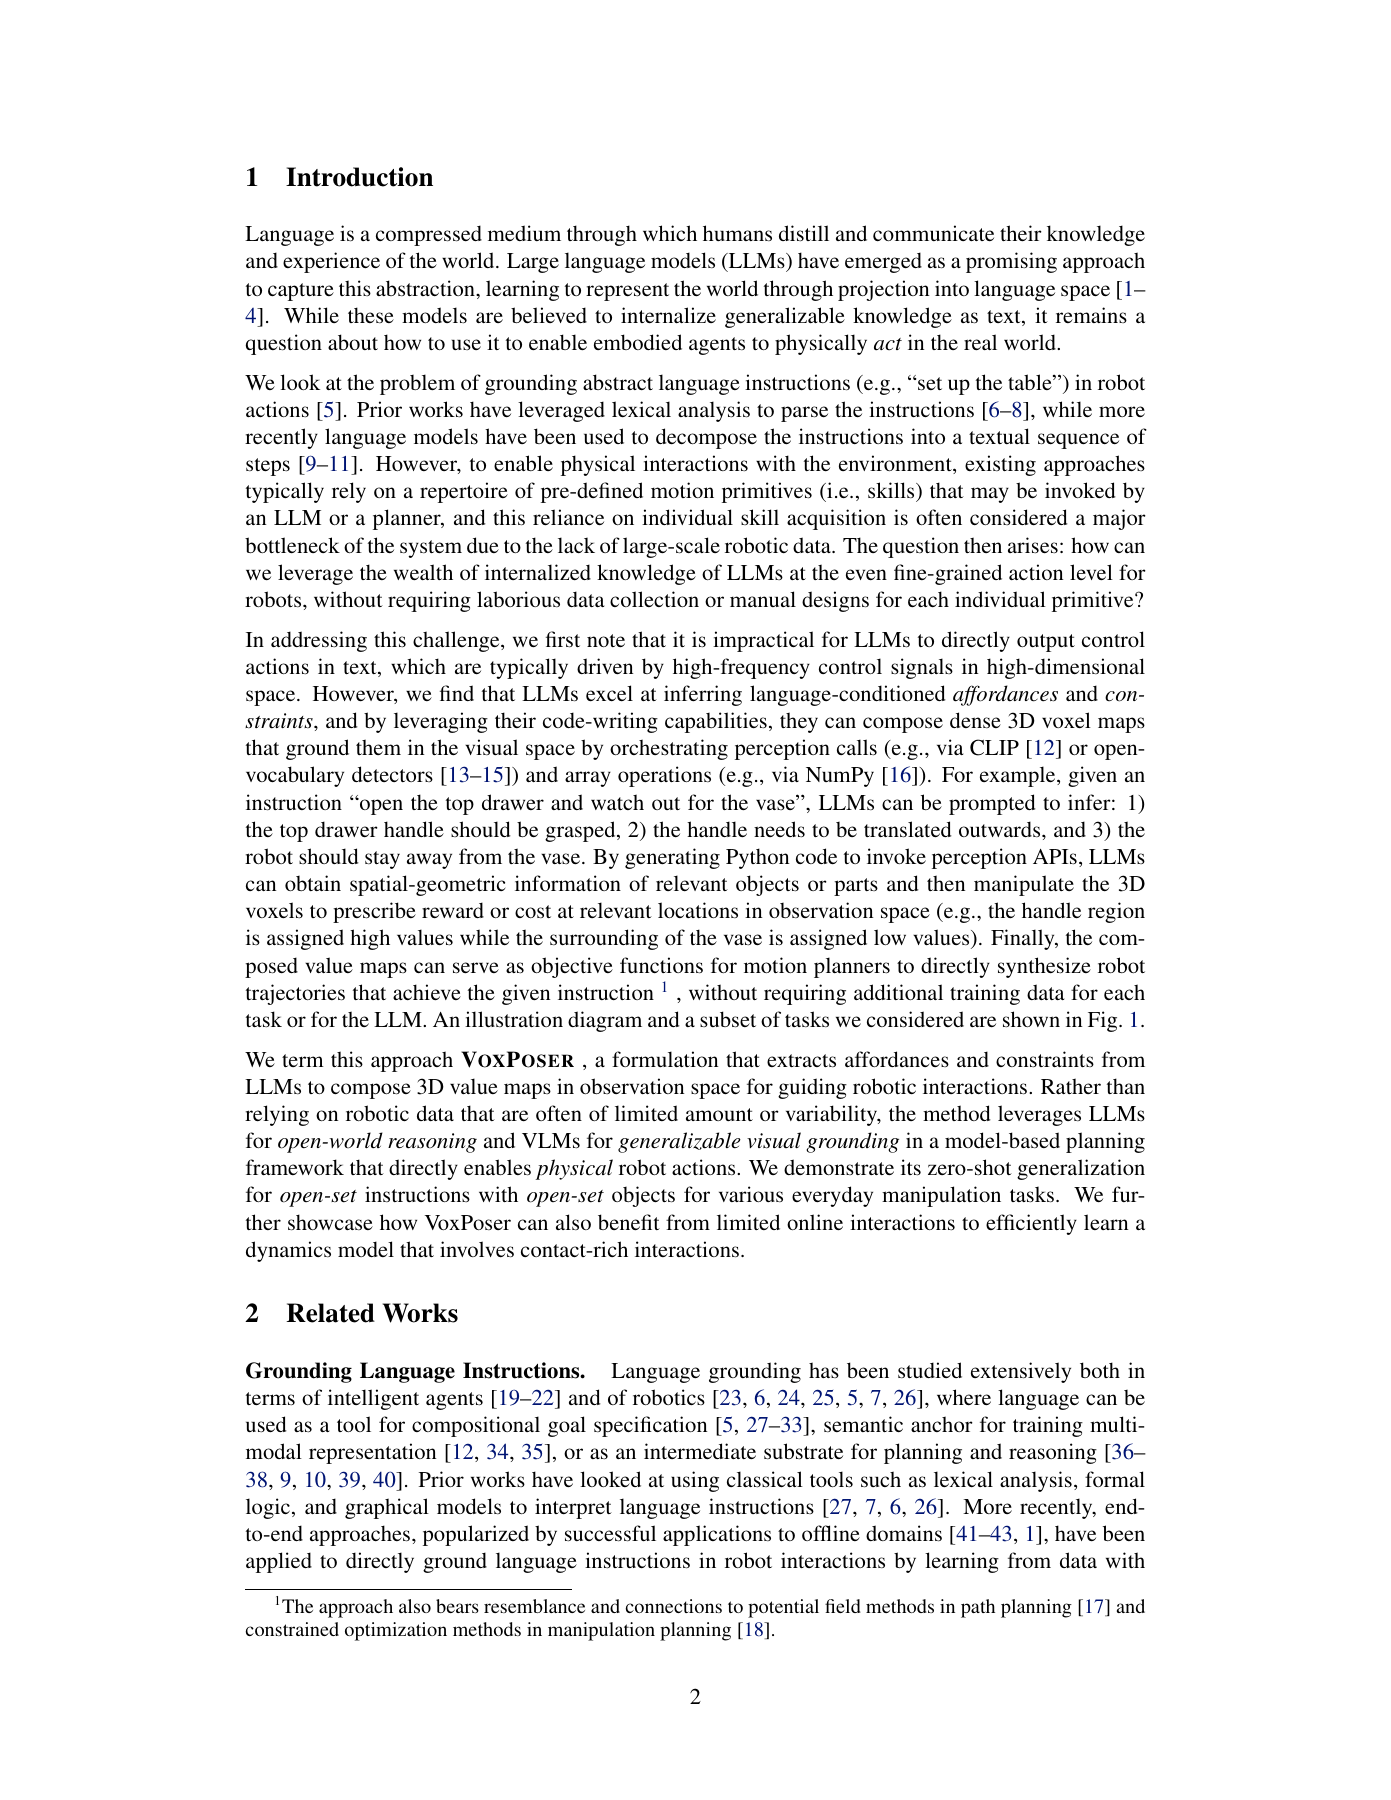 1 Introduction
Language is a compressed medium through which humans distill and communicate their knowledge
and experience of the world. Large language models (LLMs) have emerged as a promising approach
to capture this abstraction, learning to represent the world through projection into language space [1–
4]. While these models are believed to internalize generalizable knowledge as text, it remains a
question about how to use it to enable embodied agents to physically act in the real world.
We look at the problem of grounding abstract language instructions (e.g., “set up the table”) in robot
actions [5]. Prior works have leveraged lexical analysis to parse the instructions [6–8], while more
recently language models have been used to decompose the instructions into a textual sequence of
steps [9–11]. However, to enable physical interactions with the environment, existing approaches
typically rely on a repertoire of pre-defined motion primitives (i.e., skills) that may be invoked by
an LLM or a planner, and this reliance on individual skill acquisition is often considered a major
bottleneck of the system due to the lack of large-scale robotic data. The question then arises: how can
we leverage the wealth of internalized knowledge of LLMs at the even fine-grained action level for
robots, without requiring laborious data collection or manual designs for each individual primitive?
In addressing this challenge, we first note that it is impractical for LLMs to directly output control
actions in text, which are typically driven by high-frequency control signals in high-dimensional
space. However, we find that LLMs excel at inferring language-conditioned affordances and con-
straints, and by leveraging their code-writing capabilities, they can compose dense 3D voxel maps
that ground them in the visual space by orchestrating perception calls (e.g., via CLIP [12] or open-
vocabulary detectors [13–15]) and array operations (e.g., via NumPy [16]). For example, given an
instruction “open the top drawer and watch out for the vase”, LLMs can be prompted to infer: 1)
the top drawer handle should be grasped, 2) the handle needs to be translated outwards, and 3) the
robot should stay away from the vase. By generating Python code to invoke perception APIs, LLMs
can obtain spatial-geometric information of relevant objects or parts and then manipulate the 3D
voxels to prescribe reward or cost at relevant locations in observation space (e.g., the handle region
is assigned high values while the surrounding of the vase is assigned low values). Finally, the com-
posed value maps can serve as objective functions for motion planners to directly synthesize robot
trajectories that achieve the given instruction 1 , without requiring additional training data for each
task or for the LLM. An illustration diagram and a subset of tasks we considered are shown in Fig. 1.
We term this approach VOXPOSER , a formulation that extracts affordances and constraints from
LLMs to compose 3D value maps in observation space for guiding robotic interactions. Rather than
relying on robotic data that are often of limited amount or variability, the method leverages LLMs
for open-world reasoning and VLMs for generalizable visual grounding in a model-based planning
framework that directly enables physical robot actions. We demonstrate its zero-shot generalization
for open-set instructions with open-set objects for various everyday manipulation tasks. We fur-
ther showcase how VoxPoser can also benefit from limited online interactions to efficiently learn a
dynamics model that involves contact-rich interactions.
2 Related Works
Grounding Language Instructions. Language grounding has been studied extensively both in
terms of intelligent agents [19–22] and of robotics [23, 6, 24, 25, 5, 7, 26], where language can be
used as a tool for compositional goal specification [5, 27–33], semantic anchor for training multi-
modal representation [12, 34, 35], or as an intermediate substrate for planning and reasoning [36–
38, 9, 10, 39, 40]. Prior works have looked at using classical tools such as lexical analysis, formal
logic, and graphical models to interpret language instructions [27, 7, 6, 26]. More recently, end-
to-end approaches, popularized by successful applications to offline domains [41–43, 1], have been
applied to directly ground language instructions in robot interactions by learning from data with
1The approach also bears resemblance and connections to potential field methods in path planning [17] and
constrained optimization methods in manipulation planning [18].
2